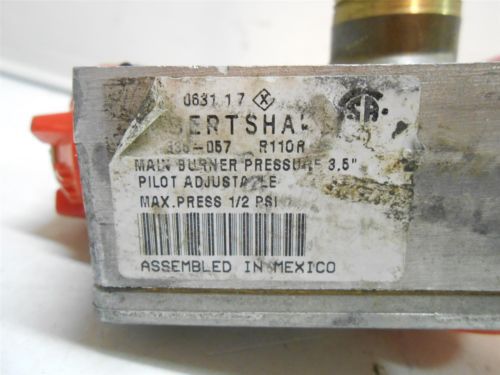 0631 17 X
BERTSHA
-057 R110R
MAIN BURNER PRESSURE 3.5"
PILOT ADJUSTABLE
MAX.PRESS 1/2 PSI
ASSEMBLED IN MEXICO